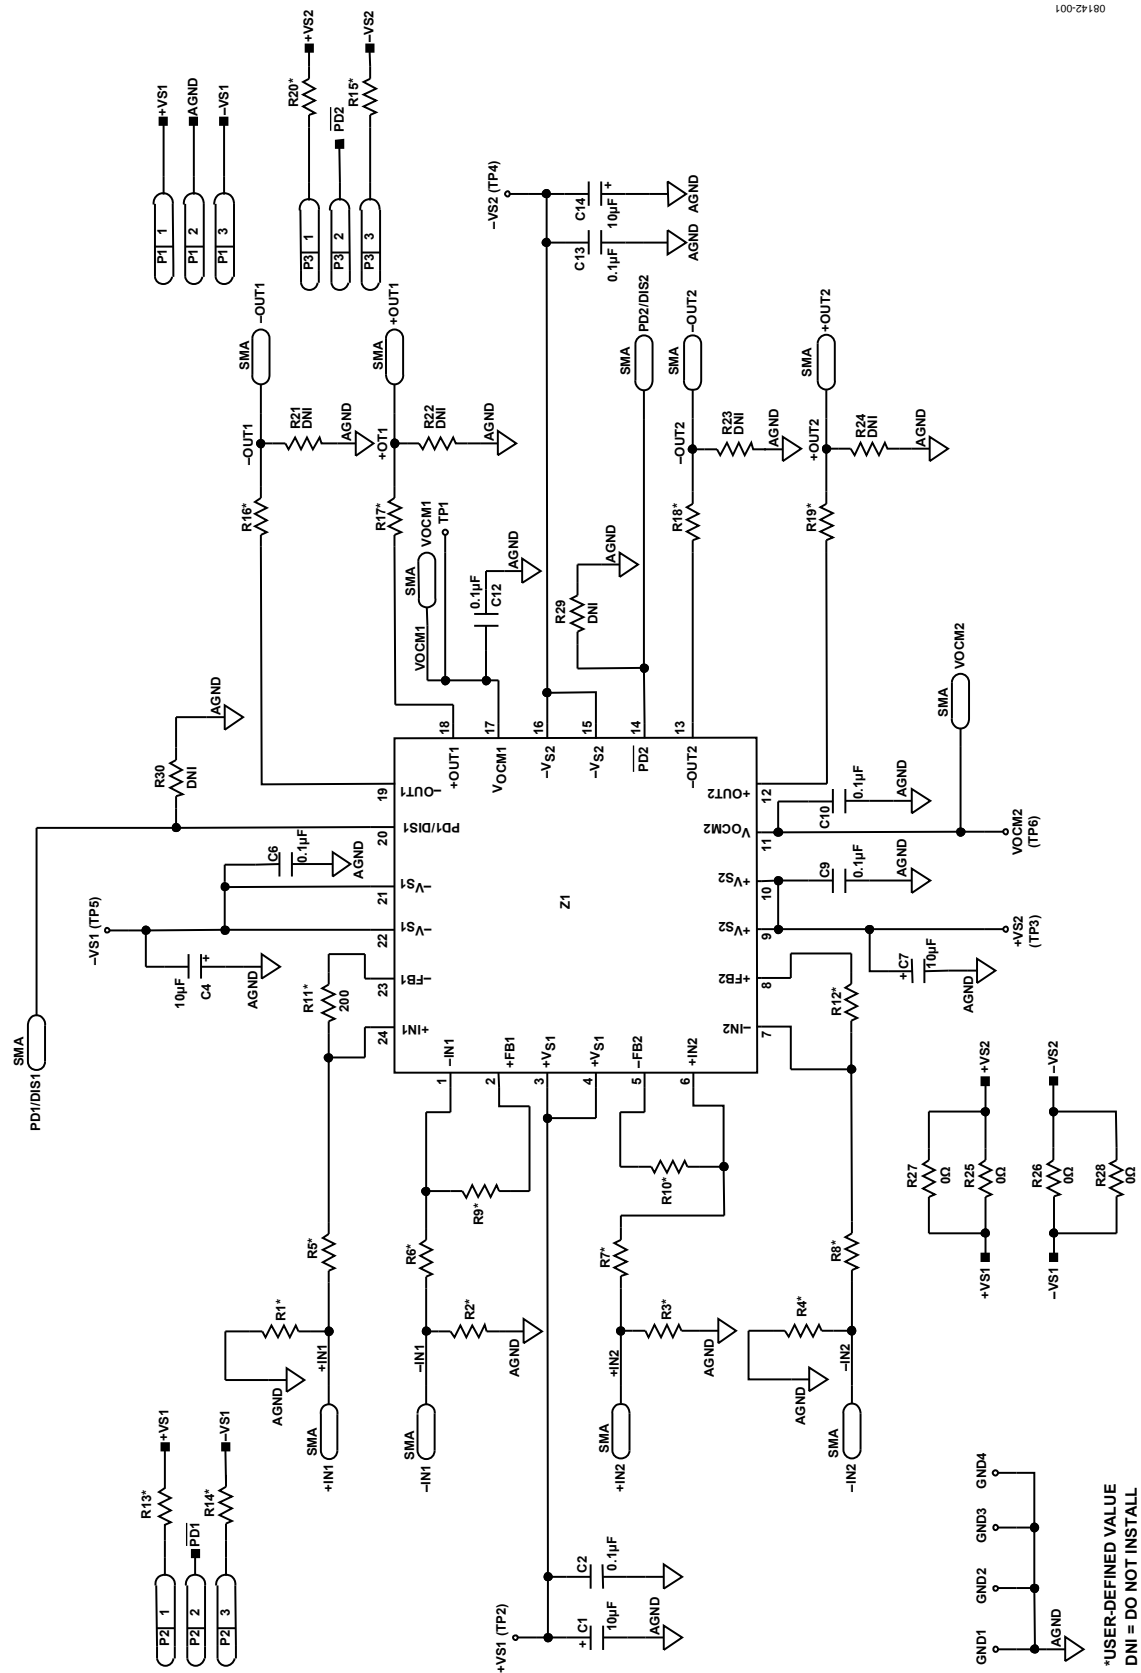 08142-001
P1 1 +VS1
P1 2 AGND
P1 3 –VS1
P3 1 R20* +VS2
P3 2 PD2
P3 3 R15* –VS2
–VS2 (TP4)
C14
10µF
+
AGND
C13
0.1µF
AGND
SMA
–OUT1
–OUT1
R21
DNI
AGND
R16*
SMA
+OUT1
+OT1
R22
DNI
AGND
R17*
SMA
VOCM1
VOCM1
TP1
0.1µF
C12
AGND
R29
DNI
AGND
SMA
PD2/DIS2
SMA
–OUT2
–OUT2
R23
DNI
AGND
R18*
SMA
+OUT2
+OUT2
R24
DNI
AGND
R19*
SMA
PD1/DIS1
R30
DNI
AGND
–VS1 (TP5)
C6
0.1µF
AGND
10µF
C4
+
AGND
R11*
200
Z1
1 –IN1
2 +FB1
3 +VS1
4 +VS1
5 –FB2
6 +IN2
7 –IN2
8 +FB2
9 +VS2
10 +VS2
11 VOCM2
12 +OUT2
13 –OUT2
14 PD2
15 –VS2
16 –VS2
17 VOCM1
18 +OUT1
19 –OUT1
20 PD1/DIS1
21 –VS1
22 –VS1
23 –FB1
24 +IN1
C10
0.1µF
AGND
SMA
VOCM2
VOCM2
(TP6)
C9
0.1µF
AGND
+VS2
(TP3)
+
C7
10µF
AGND
R12*
R9*
R10*
R5*
R6*
R7*
R8*
R1*
AGND
+IN1
SMA
+IN1
R2*
AGND
–IN1
SMA
–IN1
R3*
AGND
+IN2
SMA
+IN2
R4*
AGND
–IN2
SMA
–IN2
+VS1 R27 0Ω R25 0Ω +VS2
–VS1 R26 0Ω R28 0Ω –VS2
P2 1 R13* +VS1
P2 2 PD1
P2 3 R14* –VS1
+VS1 (TP2)
+
C1
10µF
AGND
C2
0.1µF
GND1
GND2
GND3
GND4
AGND
*USER-DEFINED VALUE
DNI = DO NOT INSTALL